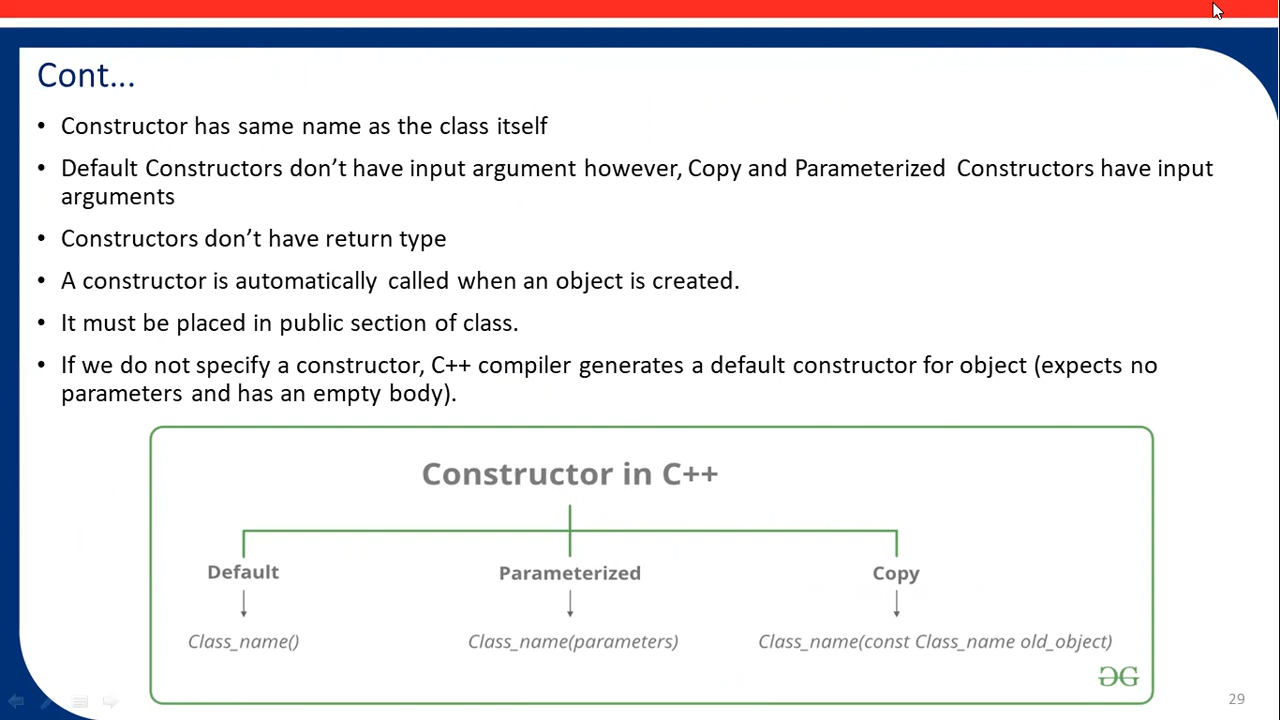 Cont...
• Constructor has same name as the class itself
• Default Constructors don’t have input argument however, Copy and Parameterized Constructors have input
arguments
• Constructors don’t have return type
• A constructor is automatically called when an object is created.
• It must be placed in public section of class.
• If we do not specify a constructor, C++ compiler generates a default constructor for object (expects no
parameters and has an empty body).
Constructor in C++
Default Parameterized Copy
Class_name() Class_name(parameters) Class_name(const Class_name old_object)
29